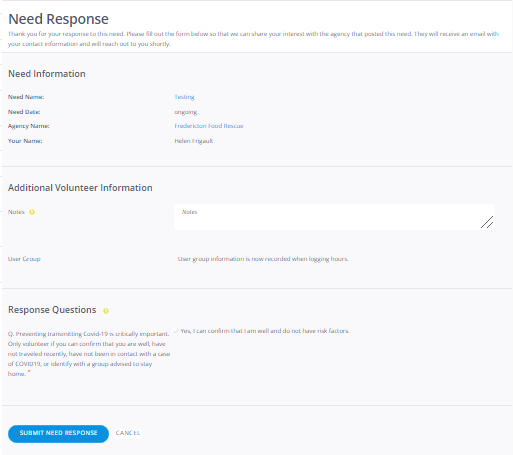 Need Response
Thank you for your response to this need. Please fill out the form below so that we can share your interest with the agency that posted this need. They will receive an email with
your contact information and will reach out to you shortly.
Need Information
Need Name: Testing
Need Date: ongoing
Agency Name: Fredericton Food Rescue
Your Name: Helen Frigault
Additional Volunteer Information
Notes Notes
User Group User group information is now recorded when logging hours.
Response Questions
Q. Preventing transmitting Covid-19 is critically important.
Only volunteer if you can confirm that you are well, have
not traveled recently, have not been in contact with a case
of COVID19, or identify with a group advised to stay
home. *
Yes, I can confirm that I am well and do not have risk factors.
SUBMIT NEED RESPONSE CANCEL